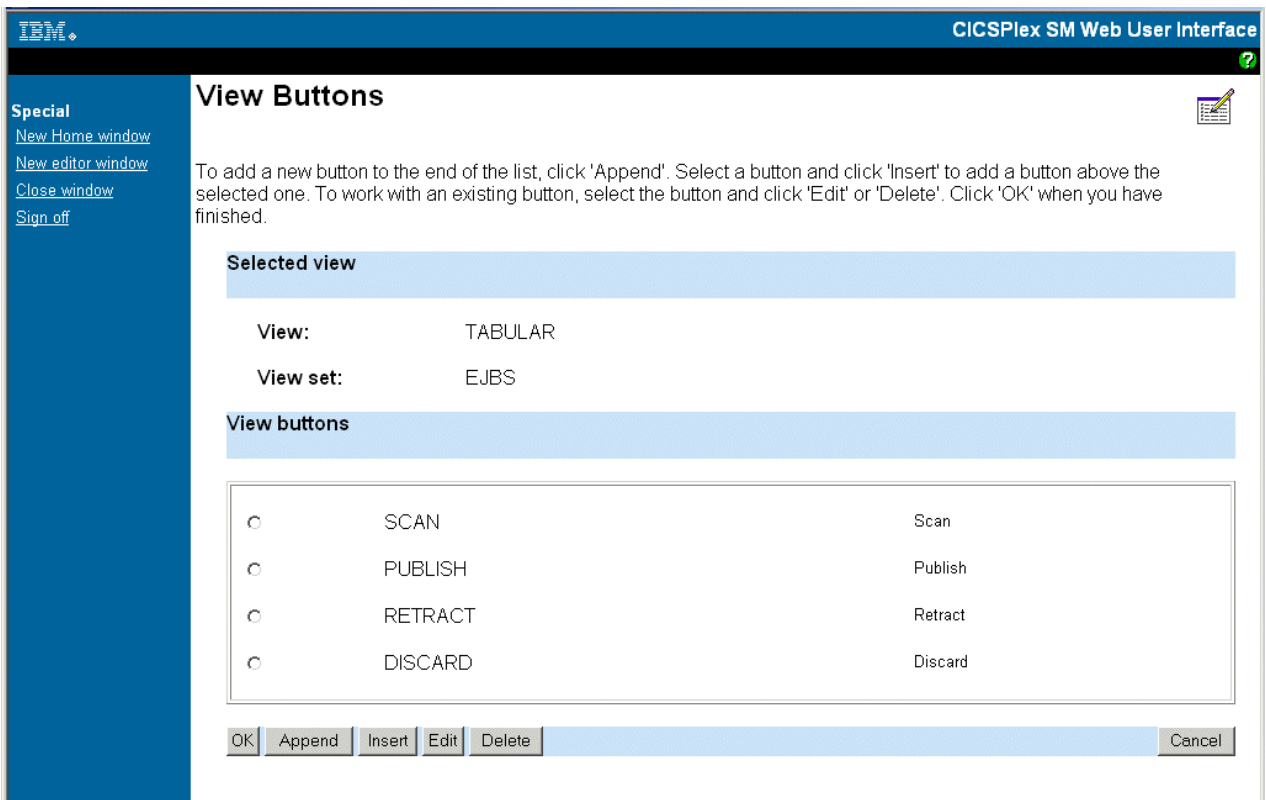 IBM
CICSPlex SM Web User Interface
?
Special
New Home window
New editor window
Close window
Sign off
View Buttons
To add a new button to the end of the list, click 'Append'. Select a button and click 'Insert' to add a button above the
selected one. To work with an existing button, select the button and click 'Edit' or 'Delete'. Click 'OK' when you have
finished.
Selected view
View: TABULAR
View set: EJBS
View buttons
SCAN Scan
PUBLISH Publish
RETRACT Retract
DISCARD Discard
OK Append Insert Edit Delete Cancel